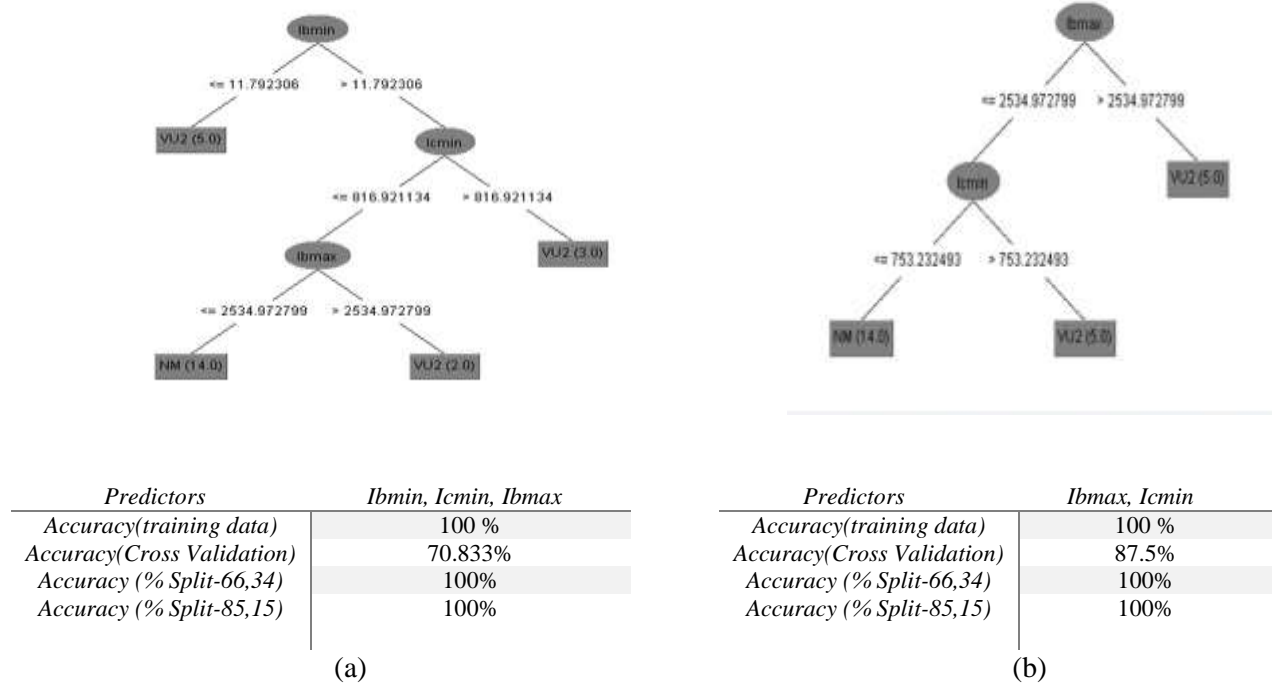 Ibmin
<= 11.792306 > 11.792306
VU2 (5.0)
Icmin
<= 816.921134 > 816.921134
Ibmax
VU2 (3.0)
<= 2534.972799 > 2534.972799
NM (14.0) VU2 (2.0)
Predictors Ibmin, Icmin, Ibmax
Accuracy(training data) 100 %
Accuracy(Cross Validation) 70.833%
Accuracy (% Split-66,34) 100%
Accuracy (% Split-85,15) 100%
(a)
Ibmax
<= 2534.972799 > 2534.972799
Icmin
VU2 (5.0)
<= 753.232493 > 753.232493
NM (14.0) VU2 (5.0)
Predictors Ibmax, Icmin
Accuracy(training data) 100 %
Accuracy(Cross Validation) 87.5%
Accuracy (% Split-66,34) 100%
Accuracy (% Split-85,15) 100%
(b)